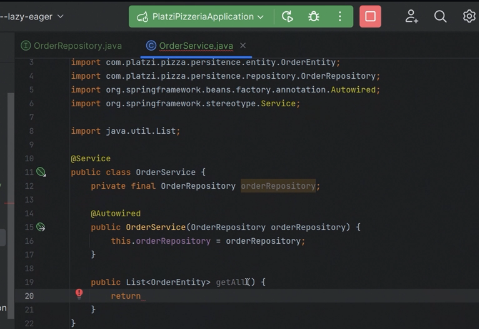 --lazy-eager
PlatziPizzeriaApplication
OrderRepository.java
OrderService.java
3 import com.platzi.pizza.persitence.entity.OrderEntity;
4 import com.platzi.pizza.persitence.repository.OrderRepository;
5 import org.springframework.beans.factory.annotation.Autowired;
6 import org.springframework.stereotype.Service;
7
8 import java.util.List;
9
10 @Service
11 public class OrderService {
12 private final OrderRepository orderRepository;
13
14 @Autowired
15 public OrderService(OrderRepository orderRepository) {
16 this.orderRepository = orderRepository;
17 }
18
19 public List<OrderEntity> getAll() {
20 return
21 }
22 }